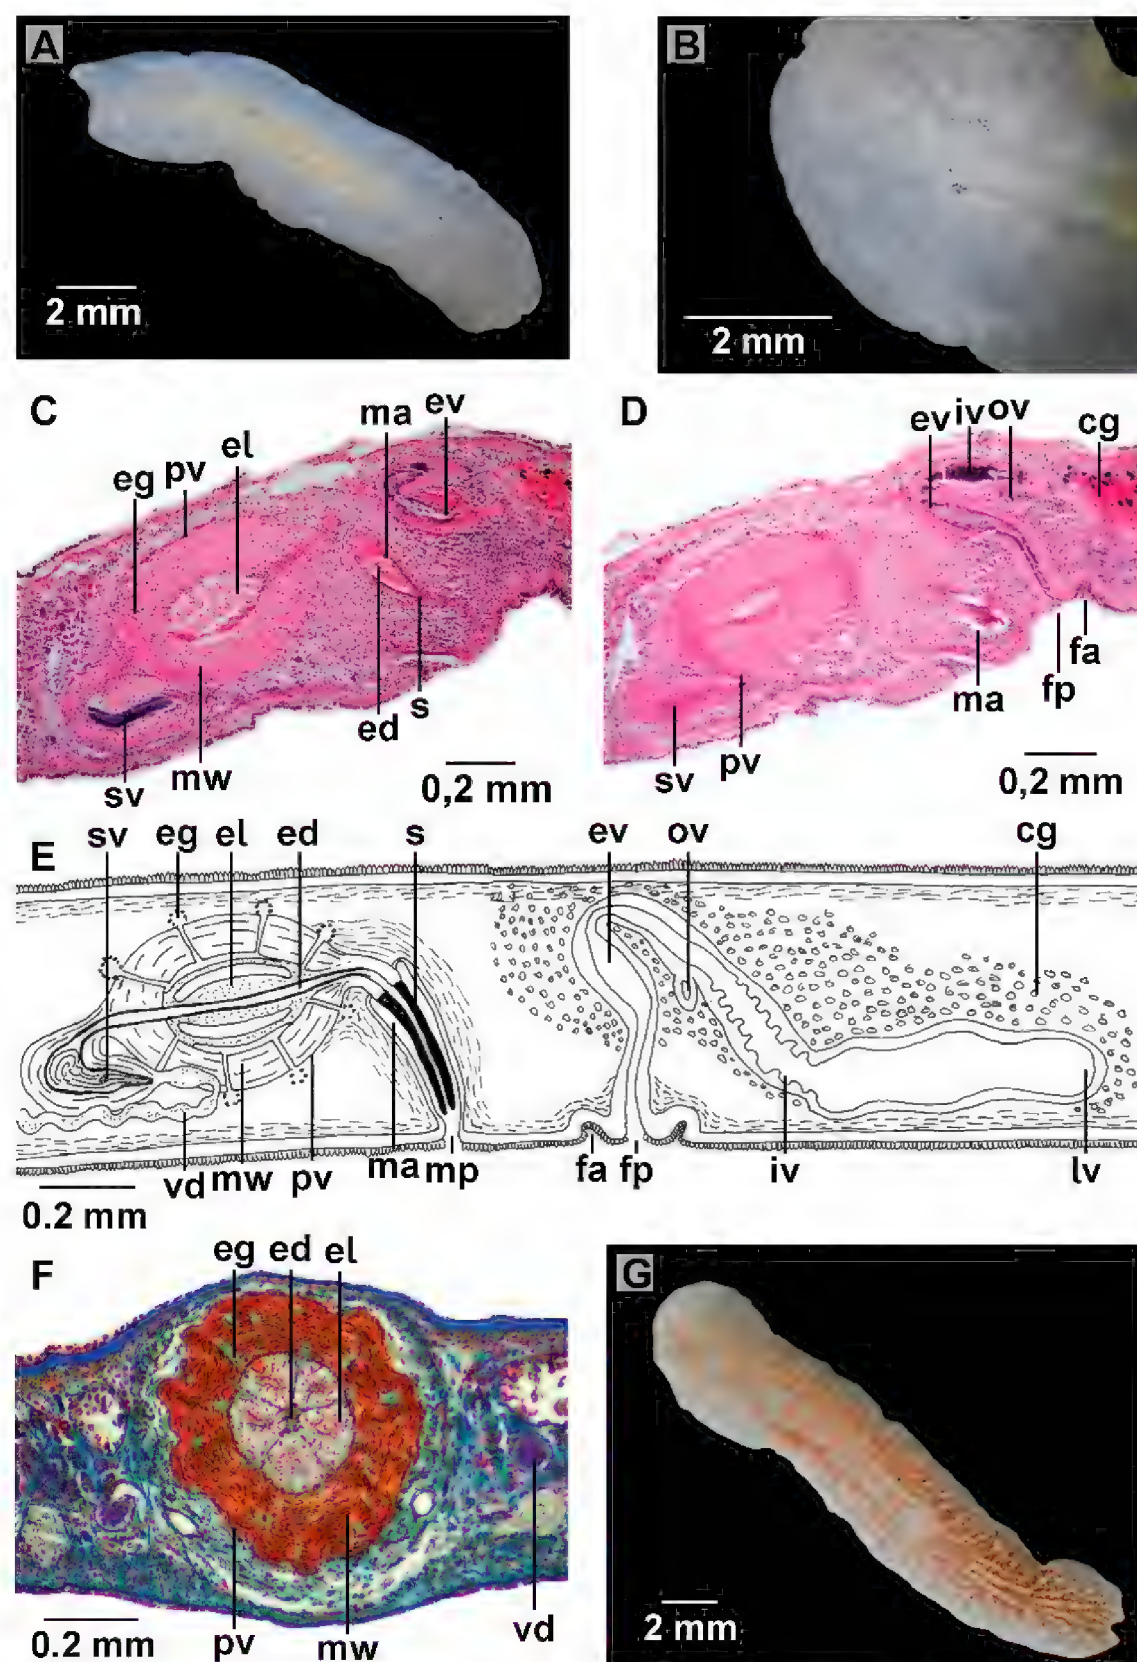 A
B
2 mm
2 mm
C
ma ev
el
pv
eg
ed
s
mw
sv
0,2 mm
D
ev iv ov
cg
fa
fp
ma
pv
sv
0,2 mm
E
sv eg el ed s ev ov cg
vd mw pv ma mp fa fp iv lv
0.2 mm
F
eg ed el
pv mw vd
0.2 mm
G
2 mm